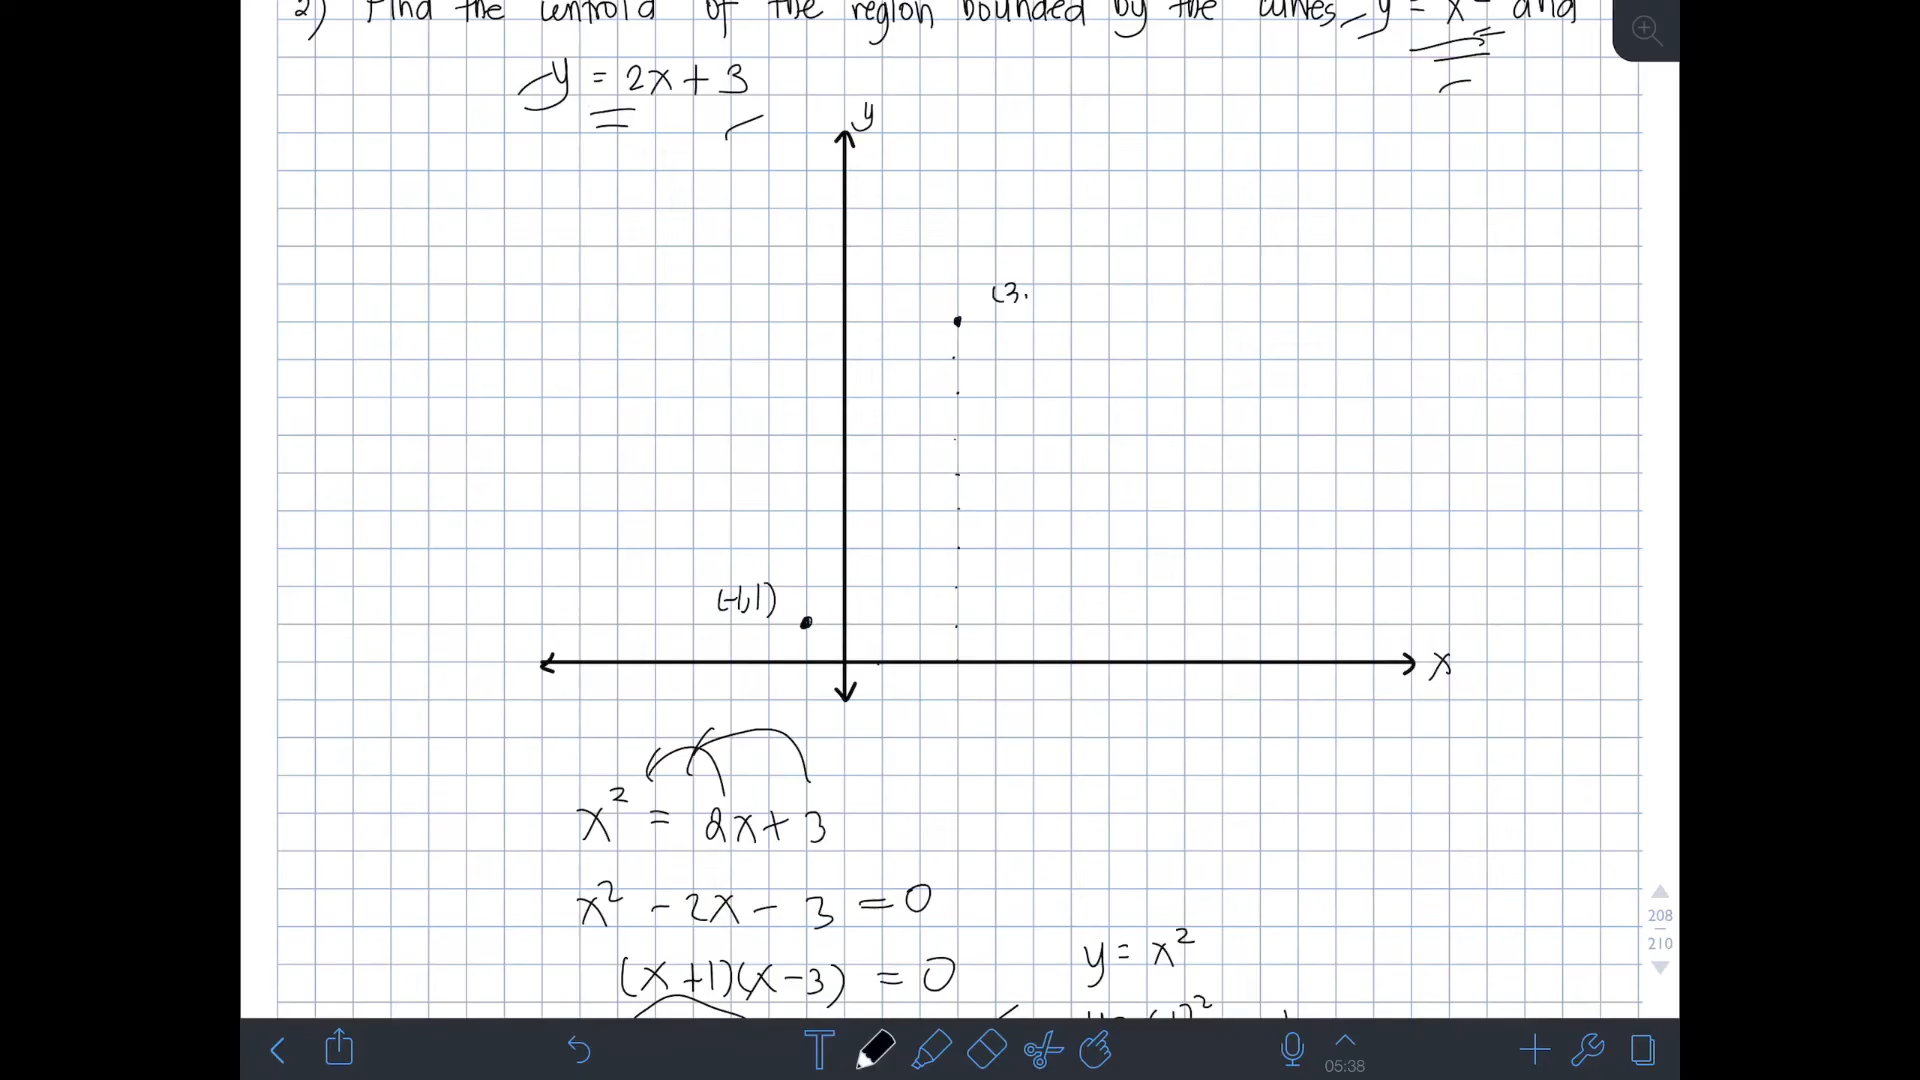 2) Find the centroid of the region bounded by the curves y = x² and
y = 2x + 3
y
(3,
(-1,1)
x
x² = 2x + 3
x² - 2x - 3 = 0
y = x²
(x+1)(x-3) = 0
T
05:38
208
210